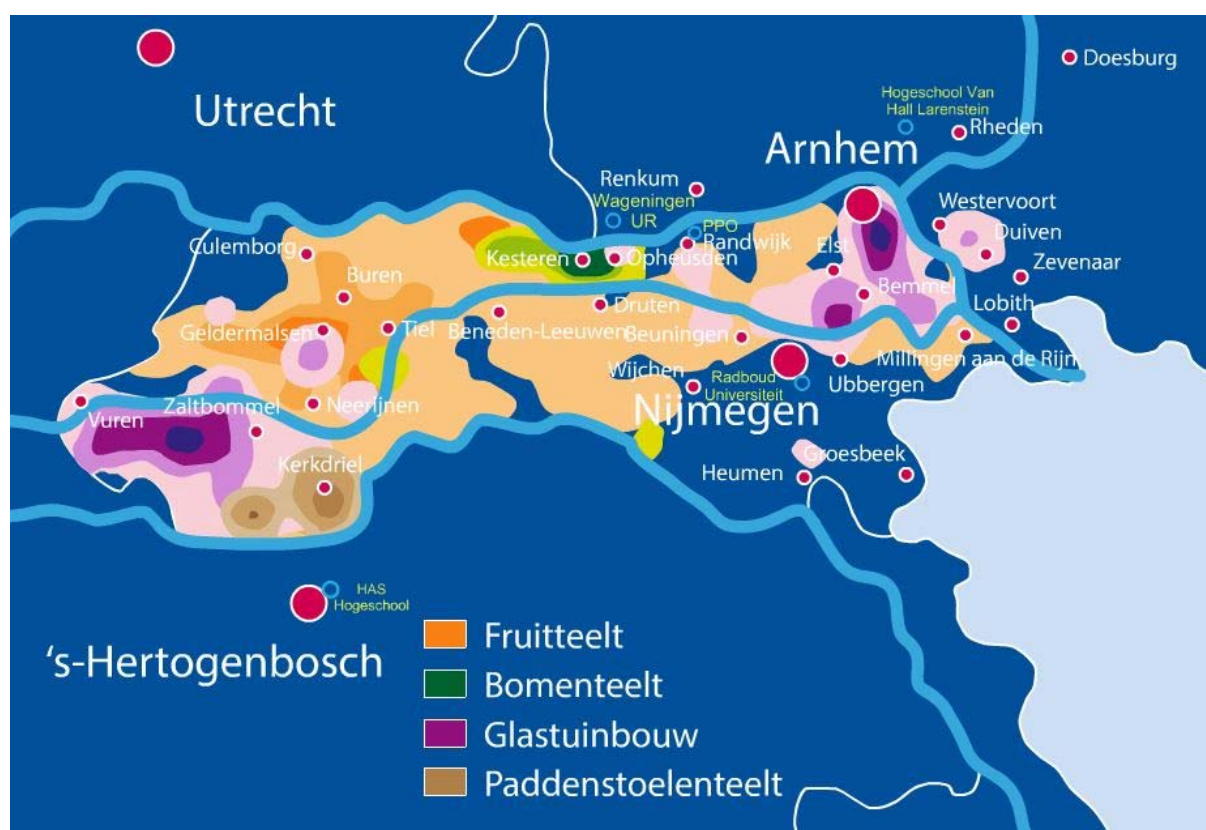 Utrecht
Doesburg
Hogeschool Van
Hall Larenstein
Rheden
Arnhem
Renkum
Wageningen
UR
PPO
Randwijk
Westervoort
Duiven
Zevenaar
Culemborg
Kesteren
Opheusden
Elst
Buren
Bemmel
Lobith
Geldermalsen
Tiel
Beneden-Leeuwen
Druten
Beuningen
Millingen aan de Rijn
Wijchen
Radboud
Universiteit
Ubbergen
Nijmegen
Vuren
Zaltbommel
Neerijnen
Kerkdriel
Groesbeek
Heumen
HAS
Hogeschool
's-Hertogenbosch
Fruitteelt
Bomenteelt
Glastuinbouw
Paddenstoelenteelt